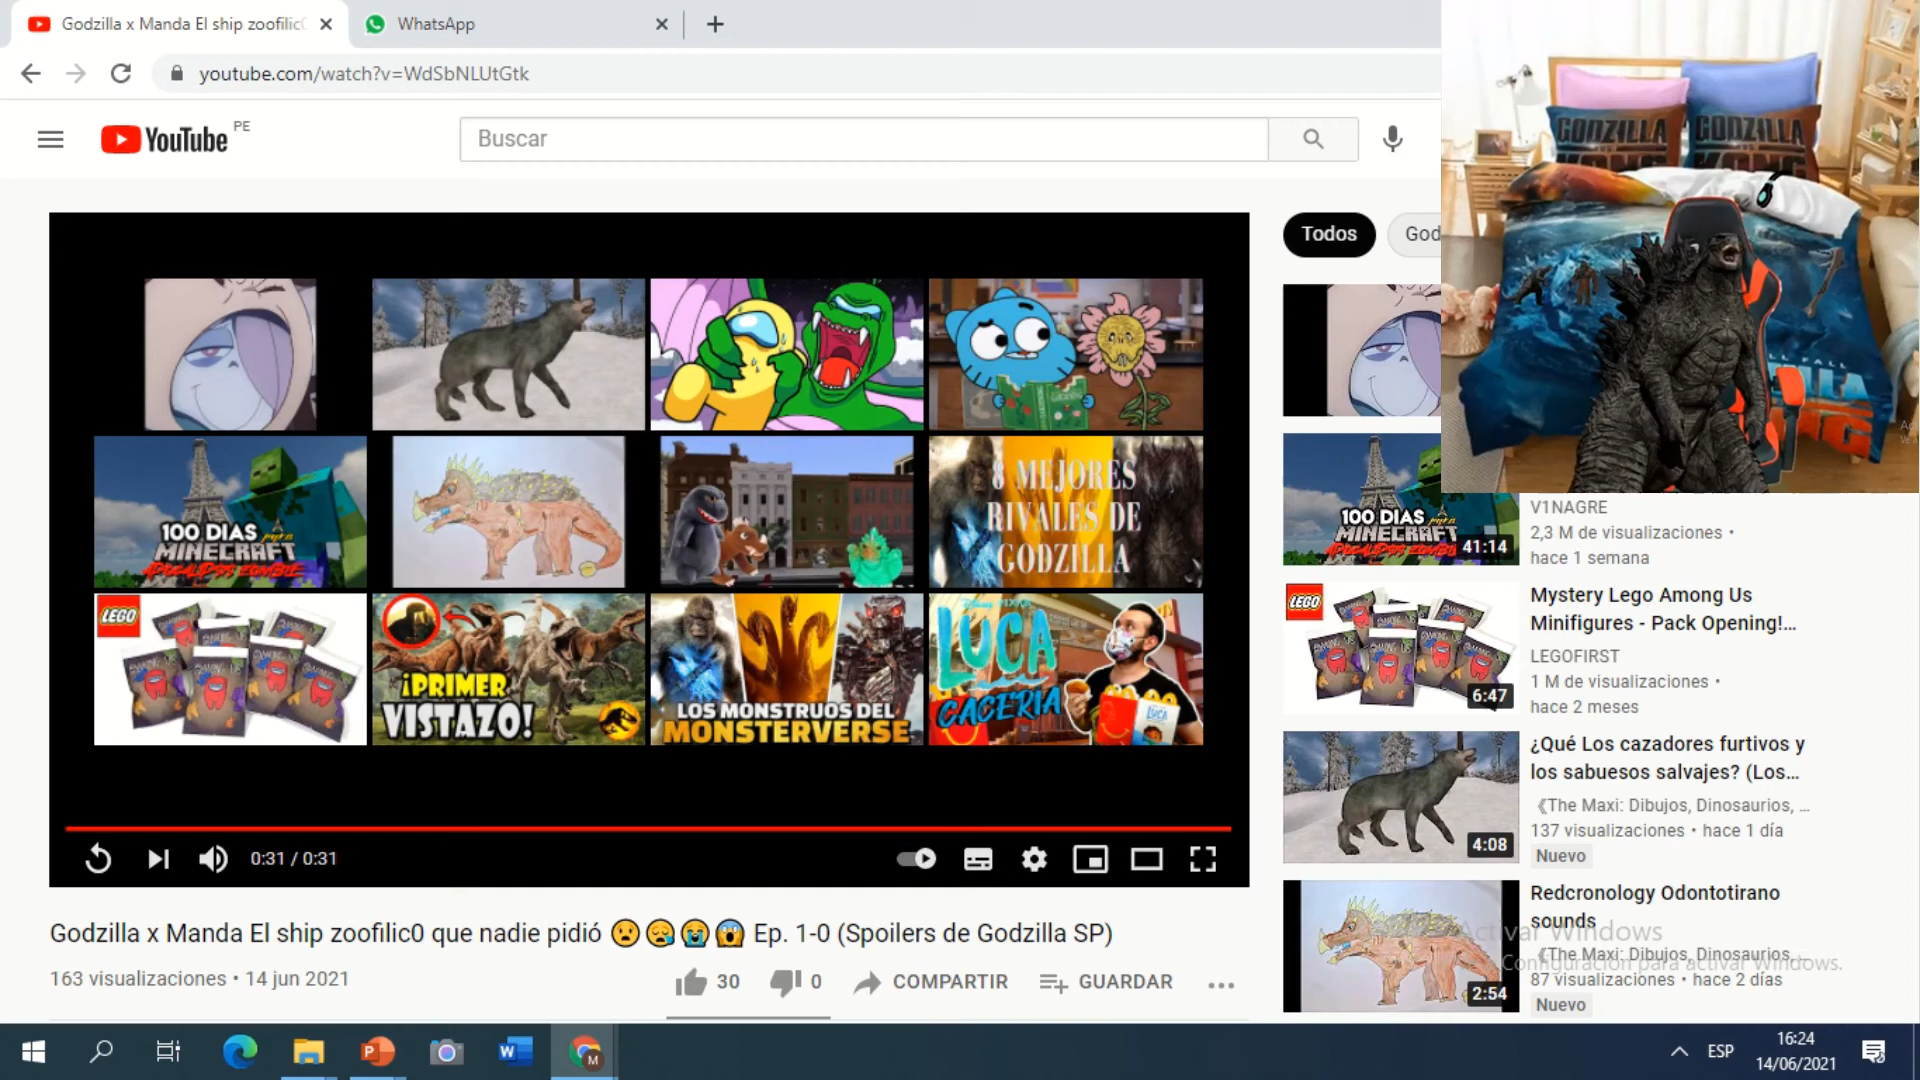 Godzilla x Manda El ship zoofilic0
WhatsApp
youtube.com/watch?v=WdSbNLUtGtk
YouTube PE
Buscar
GODZILLA GODZILLA
Todos
God
8 MEJORES
RIVALES DE
GODZILLA
100 DIAS para
MINECRAFT
APOCALIPSIS ZOMBIE
LEGO
¡PRIMER
VISTAZO!
LOS MONSTRUOS DEL
MONSTERVERSE
LUCA
CACERIA
0:31 / 0:31
Godzilla x Manda El ship zoofilic0 que nadie pidió 😧😪😭😱 Ep. 1-0 (Spoilers de Godzilla SP)
163 visualizaciones • 14 jun 2021
30
0
COMPARTIR
GUARDAR
100 DIAS para
MINECRAFT
APOCALIPSIS ZOMBIE
41:14
V1NAGRE
2,3 M de visualizaciones •
hace 1 semana
LEGO
6:47
Mystery Lego Among Us
Minifigures - Pack Opening!...
LEGOFIRST
1 M de visualizaciones •
hace 2 meses
4:08
¿Qué Los cazadores furtivos y
los sabuesos salvajes? (Los...
《The Maxi: Dibujos, Dinosaurios, ...
137 visualizaciones • hace 1 día
Nuevo
2:54
Redcronology Odontotirano
sounds
《The Maxi: Dibujos, Dinosaurios, ...
87 visualizaciones • hace 2 días
Nuevo
Activar Windows
Configuración para activar Windows.
ESP
16:24
14/06/2021